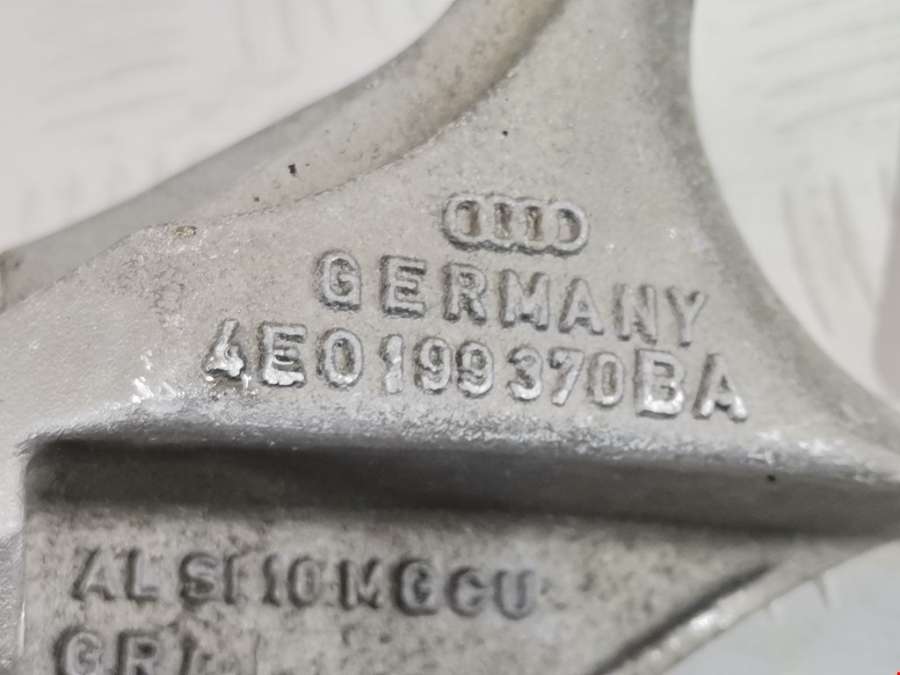 GERMANY
4E0199370BA
AL SI 10 MGCU